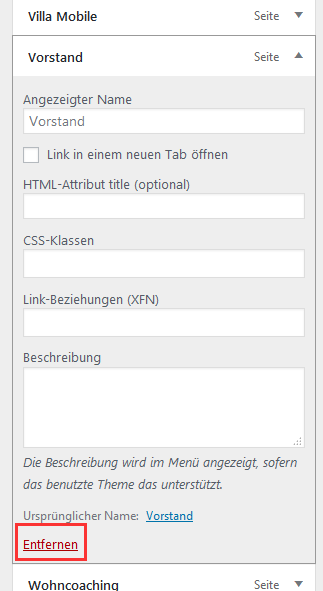 Villa Mobile Seite
Vorstand Seite
Angezeigter Name
Vorstand
Link in einem neuen Tab öffnen
HTML-Attribut title (optional)
CSS-Klassen
Link-Beziehungen (XFN)
Beschreibung
Die Beschreibung wird im Menü angezeigt, sofern
das benutzte Theme das unterstützt.
Ursprünglicher Name: Vorstand
Entfernen
Wohncoaching Seite